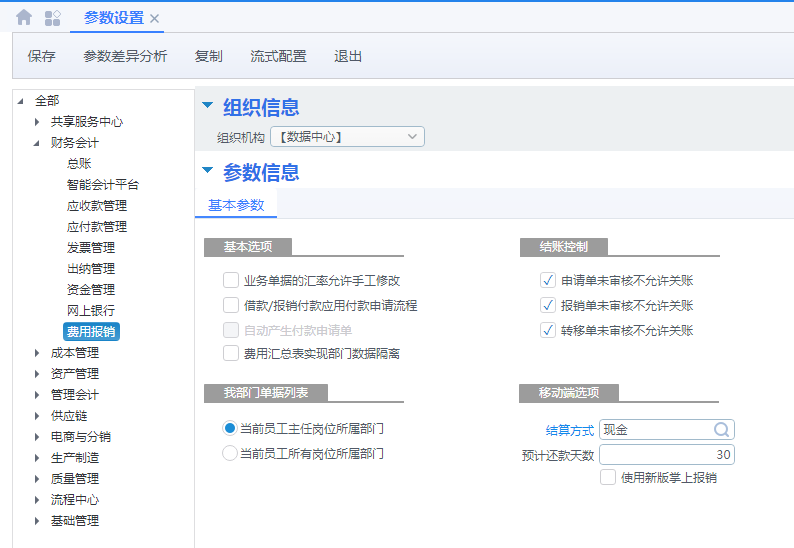 参数设置
保存 参数差异分析 复制 流式配置 退出
全部
共享服务中心
财务会计
总账
智能会计平台
应收款管理
应付款管理
发票管理
出纳管理
资金管理
网上银行
费用报销
成本管理
资产管理
管理会计
供应链
电商与分销
生产制造
质量管理
流程中心
基础管理
组织信息
组织机构 【数据中心】
参数信息
基本参数
基本选项
业务单据的汇率允许手工修改
借款/报销付款应用付款申请流程
自动产生付款申请单
费用汇总表实现部门数据隔离
结账控制
申请单未审核不允许关账
报销单未审核不允许关账
转移单未审核不允许关账
我部门单据列表
当前员工主任岗位所属部门
当前员工所有岗位所属部门
移动端选项
结算方式 现金
预计还款天数 30
使用新版掌上报销